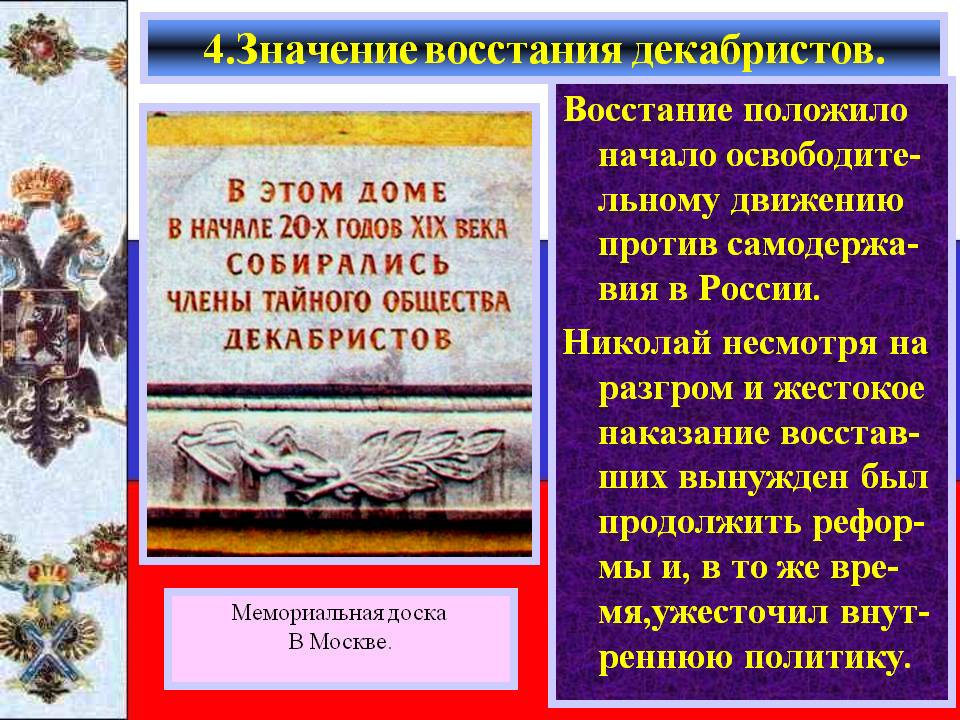 4.Значение восстания декабристов.
В ЭТОМ ДОМЕ
В НАЧАЛЕ 20-Х ГОДОВ XIX ВЕКА
СОБИРАЛИСЬ
ЧЛЕНЫ ТАЙНОГО ОБЩЕСТВА
ДЕКАБРИСТОВ
Мемориальная доска
В Москве.
Восстание положило
начало освободите-
льному движению
против самодержа-
вия в России.
Николай несмотря на
разгром и жестокое
наказание восстав-
ших вынужден был
продолжить рефор-
мы и, в то же вре-
мя,ужесточил внут-
реннюю политику.